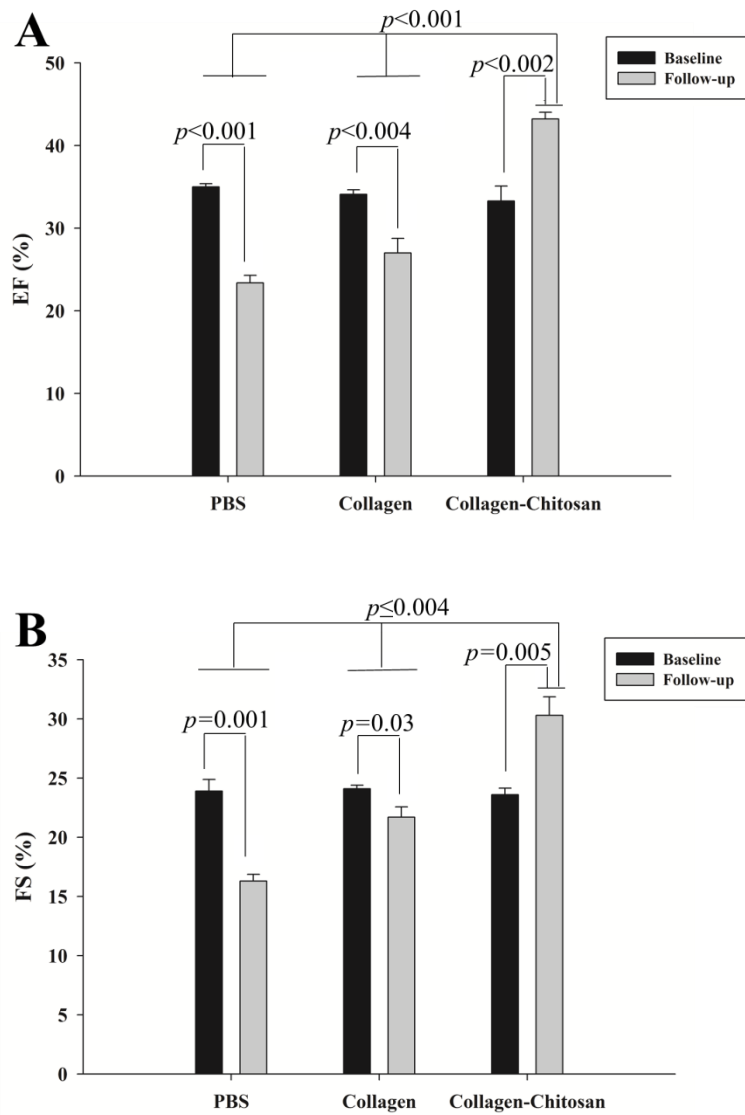 A
p<0.001
50
p<0.002
Baseline
Follow-up
p<0.001
p<0.004
40
30
20
10
0
EF (%)
PBS
Collagen
Collagen-Chitosan
B
p≤0.004
35
p=0.005
Baseline
Follow-up
p=0.001
p=0.03
30
25
20
15
10
5
0
FS (%)
PBS
Collagen
Collagen-Chitosan